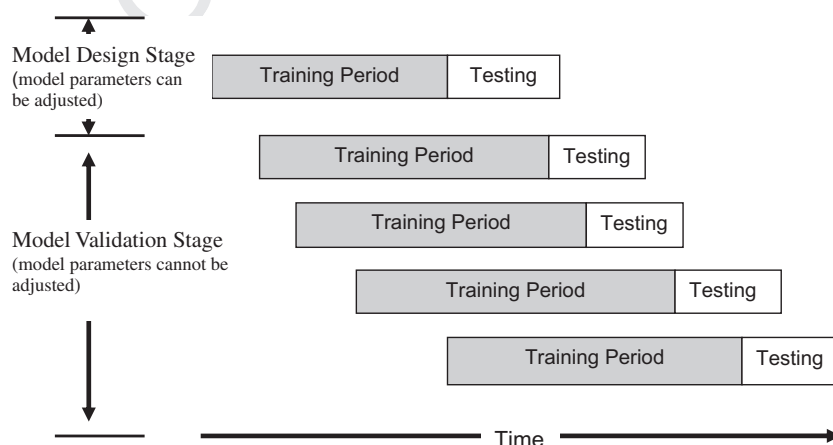 Model Design Stage
(model parameters can
be adjusted)
Training Period
Testing
Training Period
Testing
Model Validation Stage
(model parameters cannot be
adjusted)
Training Period
Testing
Training Period
Testing
Training Period
Testing
Time